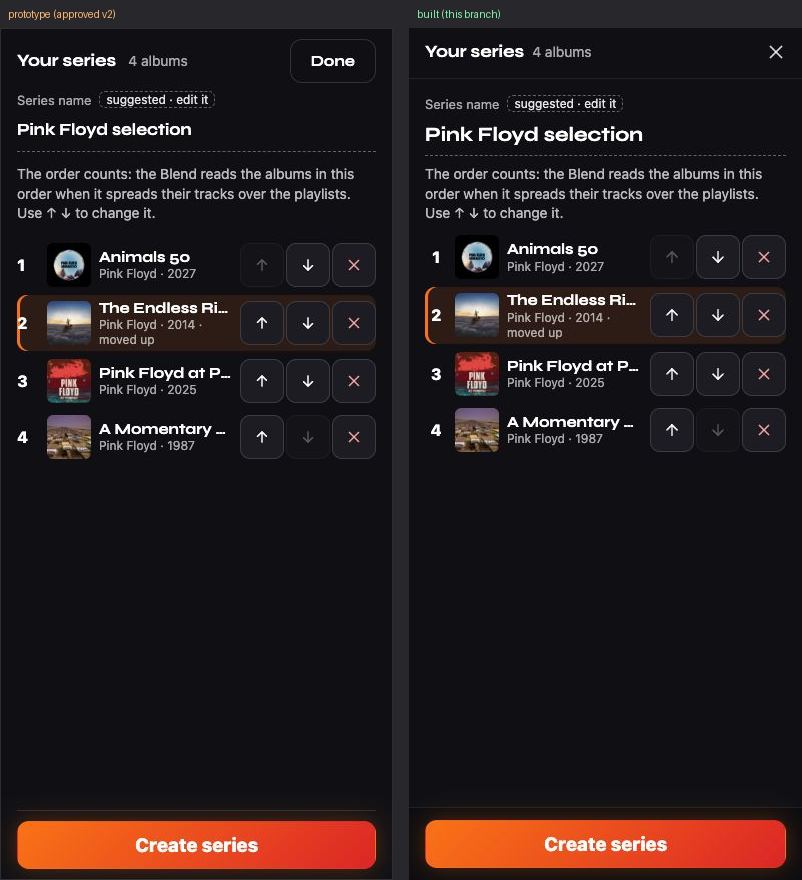 prototype (approved v2)
Your series 4 albums
Done
Series name suggested · edit it
Pink Floyd selection
The order counts: the Blend reads the albums in this
order when it spreads their tracks over the playlists.
Use ↑ ↓ to change it.
1
Animals 50
Pink Floyd · 2027
↑ ↓ ✕
2
The Endless Ri...
Pink Floyd · 2014 ·
moved up
↑ ↓ ✕
3
PINK
FLOYD
Pink Floyd at P...
Pink Floyd · 2025
↑ ↓ ✕
4
A Momentary ...
Pink Floyd · 1987
↑ ↓ ✕
Create series
built (this branch)
Your series 4 albums
✕
Series name suggested · edit it
Pink Floyd selection
The order counts: the Blend reads the albums in this
order when it spreads their tracks over the playlists.
Use ↑ ↓ to change it.
1
Animals 50
Pink Floyd · 2027
↑ ↓ ✕
2
The Endless Ri...
Pink Floyd · 2014 ·
moved up
↑ ↓ ✕
3
PINK
FLOYD
Pink Floyd at P...
Pink Floyd · 2025
↑ ↓ ✕
4
A Momentary ...
Pink Floyd · 1987
↑ ↓ ✕
Create series